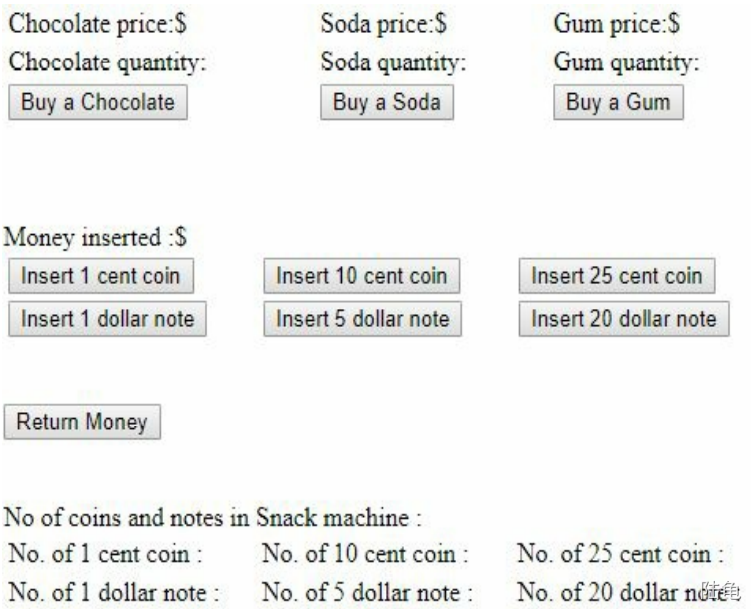 Chocolate price:$ Soda price:$ Gum price:$
Chocolate quantity: Soda quantity: Gum quantity:
Buy a Chocolate Buy a Soda Buy a Gum
Money inserted :$
Insert 1 cent coin Insert 10 cent coin Insert 25 cent coin
Insert 1 dollar note Insert 5 dollar note Insert 20 dollar note
Return Money
No of coins and notes in Snack machine :
No. of 1 cent coin : No. of 10 cent coin : No. of 25 cent coin :
No. of 1 dollar note : No. of 5 dollar note : No. of 20 dollar note :
陆龟